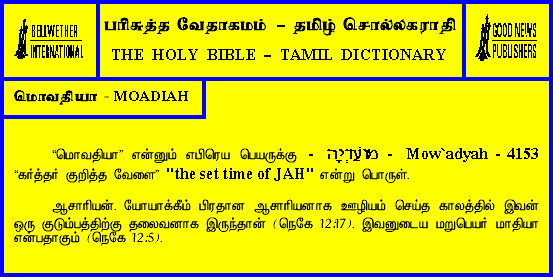 BELLWETHER
INTERNATIONAL
பரிசுத்த வேதாகமம் – தமிழ் சொல்லகராதி
THE HOLY BIBLE – TAMIL DICTIONARY
GOOD NEWS
PUBLISHERS
மொவதியா - MOADIAH
“மொவதியா” என்னும் எபிரெய பெயருக்கு - מוֹעַדְיָה - Mow`adyah - 4153
“கர்த்தர் குறித்த வேளை” "the set time of JAH" என்று பொருள்.
ஆசாரியன். யோயாக்கீம் பிரதான ஆசாரியனாக ஊழியம் செய்த காலத்தில் இவன்
ஒரு குடும்பத்திற்கு தலைவனாக இருந்தான் (நெகே 12:17). இவனுடைய மறுபெயர் மாதியா
என்பதாகும் (நெகே 12:5).